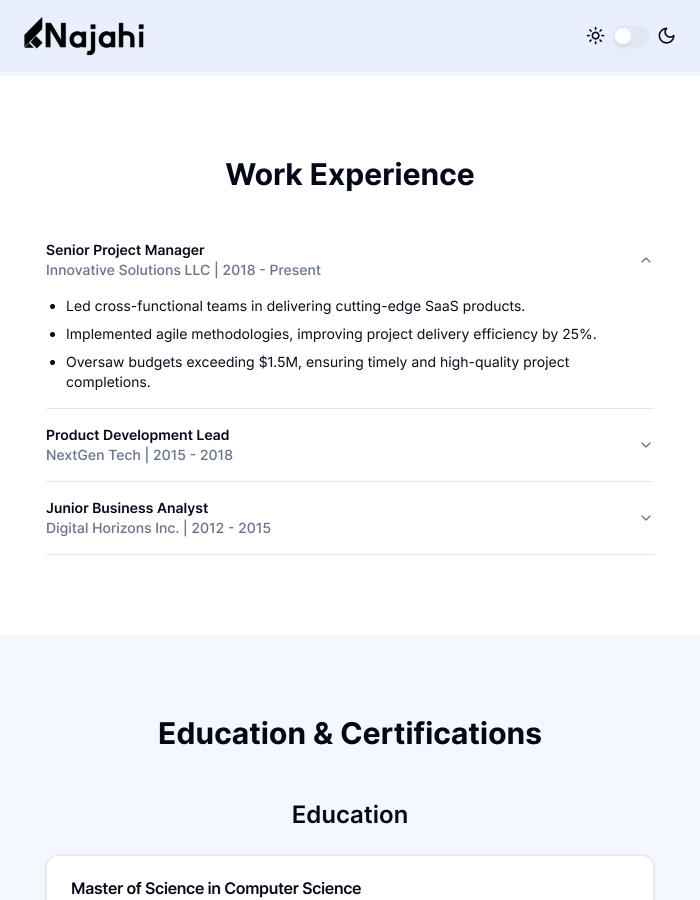 Najahi
Work Experience
Senior Project Manager
Innovative Solutions LLC | 2018 - Present
Led cross-functional teams in delivering cutting-edge SaaS products.
Implemented agile methodologies, improving project delivery efficiency by 25%.
Oversaw budgets exceeding $1.5M, ensuring timely and high-quality project
completions.
Product Development Lead
NextGen Tech | 2015 - 2018
Junior Business Analyst
Digital Horizons Inc. | 2012 - 2015
Education & Certifications
Education
Master of Science in Computer Science